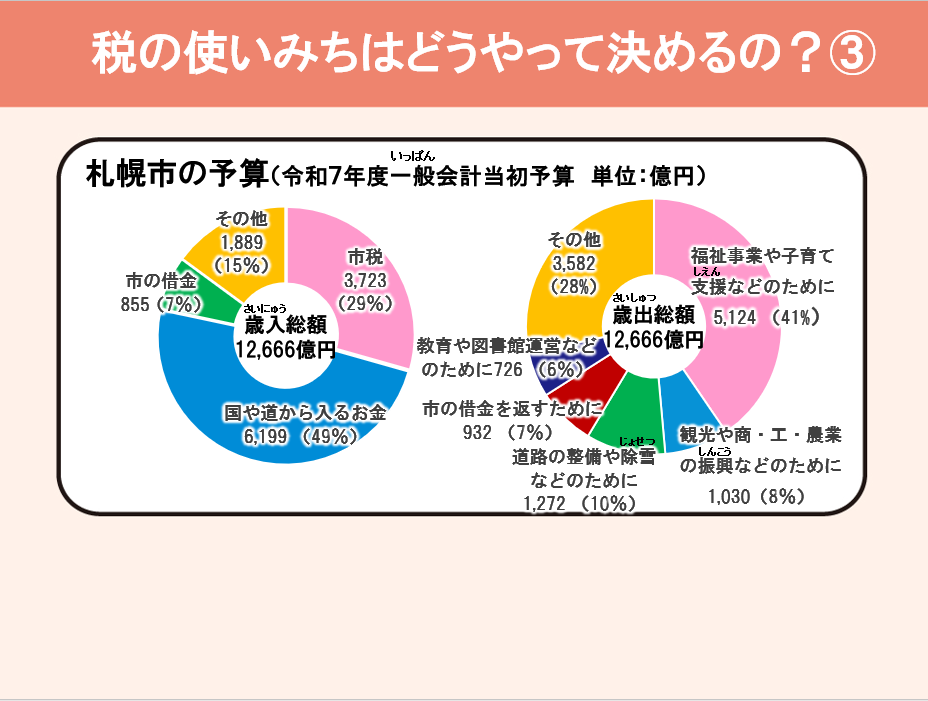 税の使いみちはどうやって決めるの？③
いっぱん
札幌市の予算（令和7年度一般会計当初予算　単位：億円）
その他
1,889
（15%）
市税
3,723
（29%）
市の借金
855（7%）
さいにゅう
歳入総額
12,666億円
国や道から入るお金
6,199 （49%）
その他
3,582
（28%）
福祉事業や子育て
しえん
支援などのために
5,124 （41%）
さいしゅつ
歳出総額
12,666億円
教育や図書館運営など
のために726 （6%）
市の借金を返すために
932 （7%）
じょせつ
道路の整備や除雪
などのために
1,272 （10%）
観光や商・工・農業
しんこう
の振興などのために
1,030（8%）